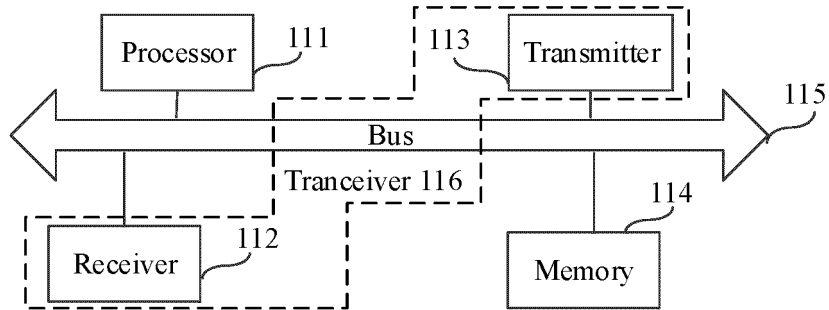 Processor
111
113
Transmitter
115
Bus
Tranceiver 116
114
Receiver
112
Memory